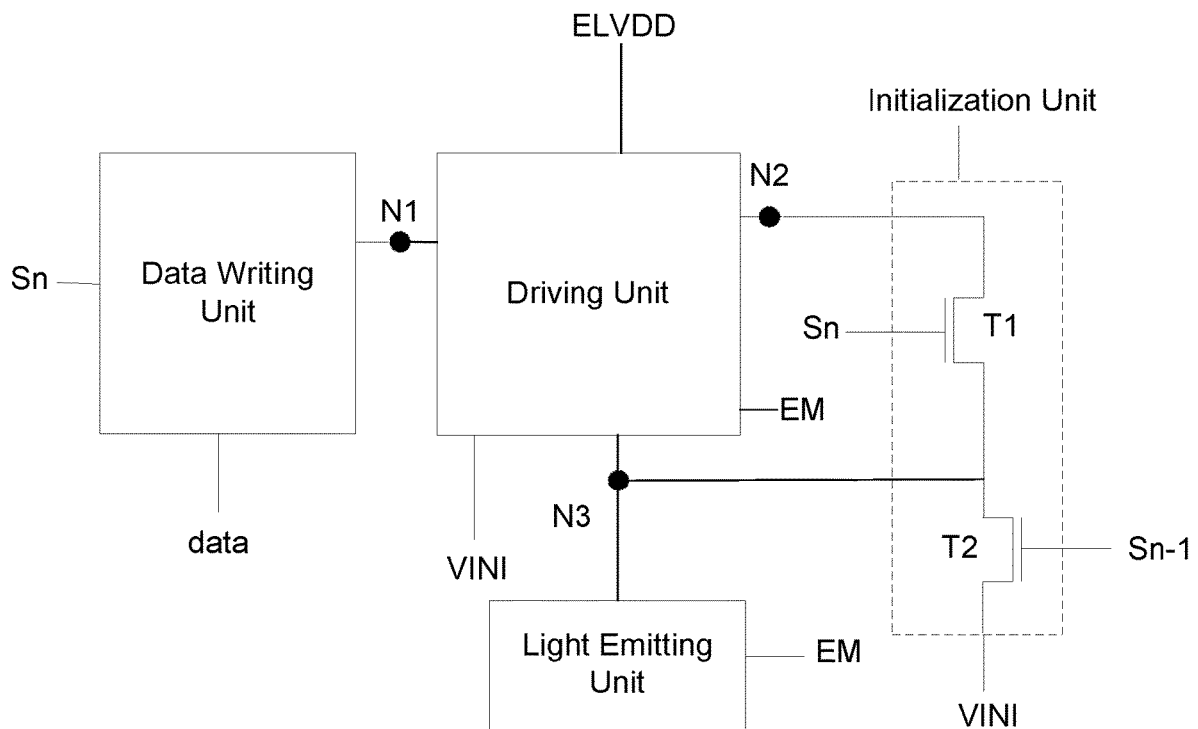 ELVDD
Initialization Unit
N1
N2
Sn
Data Writing
Unit
Driving Unit
Sn
T1
EM
data
VINI
N3
T2
Sn-1
Light Emitting
Unit
EM
VINI